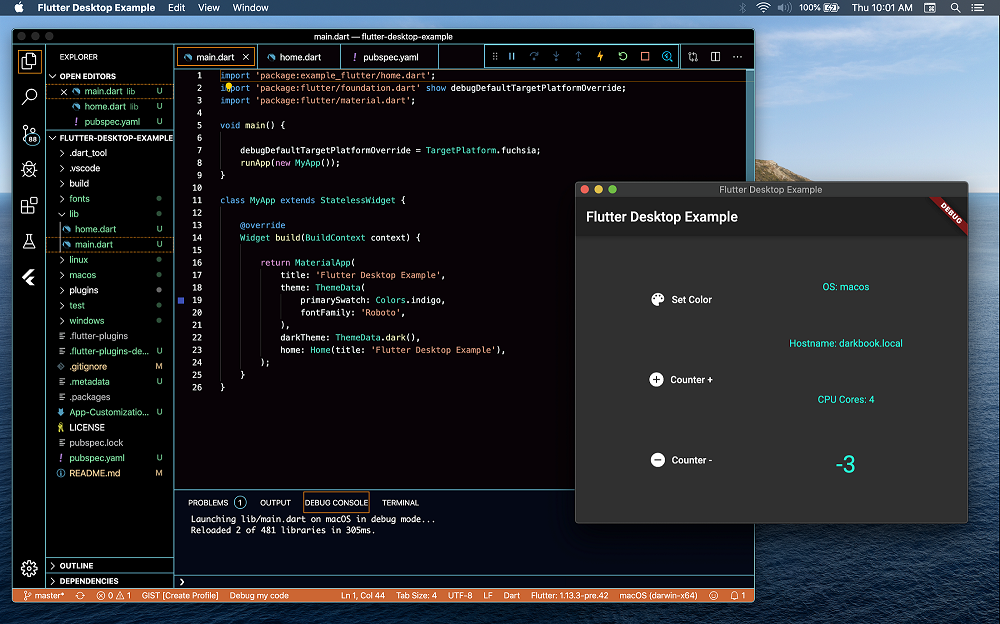 Flutter Desktop Example Edit View Window 100% Thu 10:01 AM
main.dart — flutter-desktop-example
EXPLORER
OPEN EDITORS
main.dart lib U
home.dart lib U
pubspec.yaml U
FLUTTER-DESKTOP-EXAMPLE
.dart_tool
.vscode
build
fonts
lib
home.dart U
main.dart U
linux
macos
plugins
test
windows
.flutter-plugins
.flutter-plugins-de... U
.gitignore M
.metadata U
.packages
App-Customizatio... U
LICENSE
pubspec.lock
pubspec.yaml U
README.md M
OUTLINE
DEPENDENCIES
88
main.dart home.dart pubspec.yaml
1 import 'package:example_flutter/home.dart';
2 import 'package:flutter/foundation.dart' show debugDefaultTargetPlatformOverride;
3 import 'package:flutter/material.dart';
4
5 void main() {
6
7 debugDefaultTargetPlatformOverride = TargetPlatform.fuchsia;
8 runApp(new MyApp());
9 }
10
11 class MyApp extends StatelessWidget {
12
13 @override
14 Widget build(BuildContext context) {
15
16 return MaterialApp(
17 title: 'Flutter Desktop Example',
18 theme: ThemeData(
19 primarySwatch: Colors.indigo,
20 fontFamily: 'Roboto',
21 ),
22 darkTheme: ThemeData.dark(),
23 home: Home(title: 'Flutter Desktop Example'),
24 );
25 }
26 }
PROBLEMS 1 OUTPUT DEBUG CONSOLE TERMINAL
Launching lib/main.dart on macOS in debug mode...
Reloaded 2 of 481 libraries in 305ms.
master* 0 1 GIST [Create Profile] Debug my code Ln 1, Col 44 Tab Size: 4 UTF-8 LF Dart Flutter: 1.13.3-pre.42 macOS (darwin-x64) 1
Flutter Desktop Example
Flutter Desktop Example
DEBUG
Set Color
Counter +
Counter -
OS: macos
Hostname: darkbook.local
CPU Cores: 4
-3